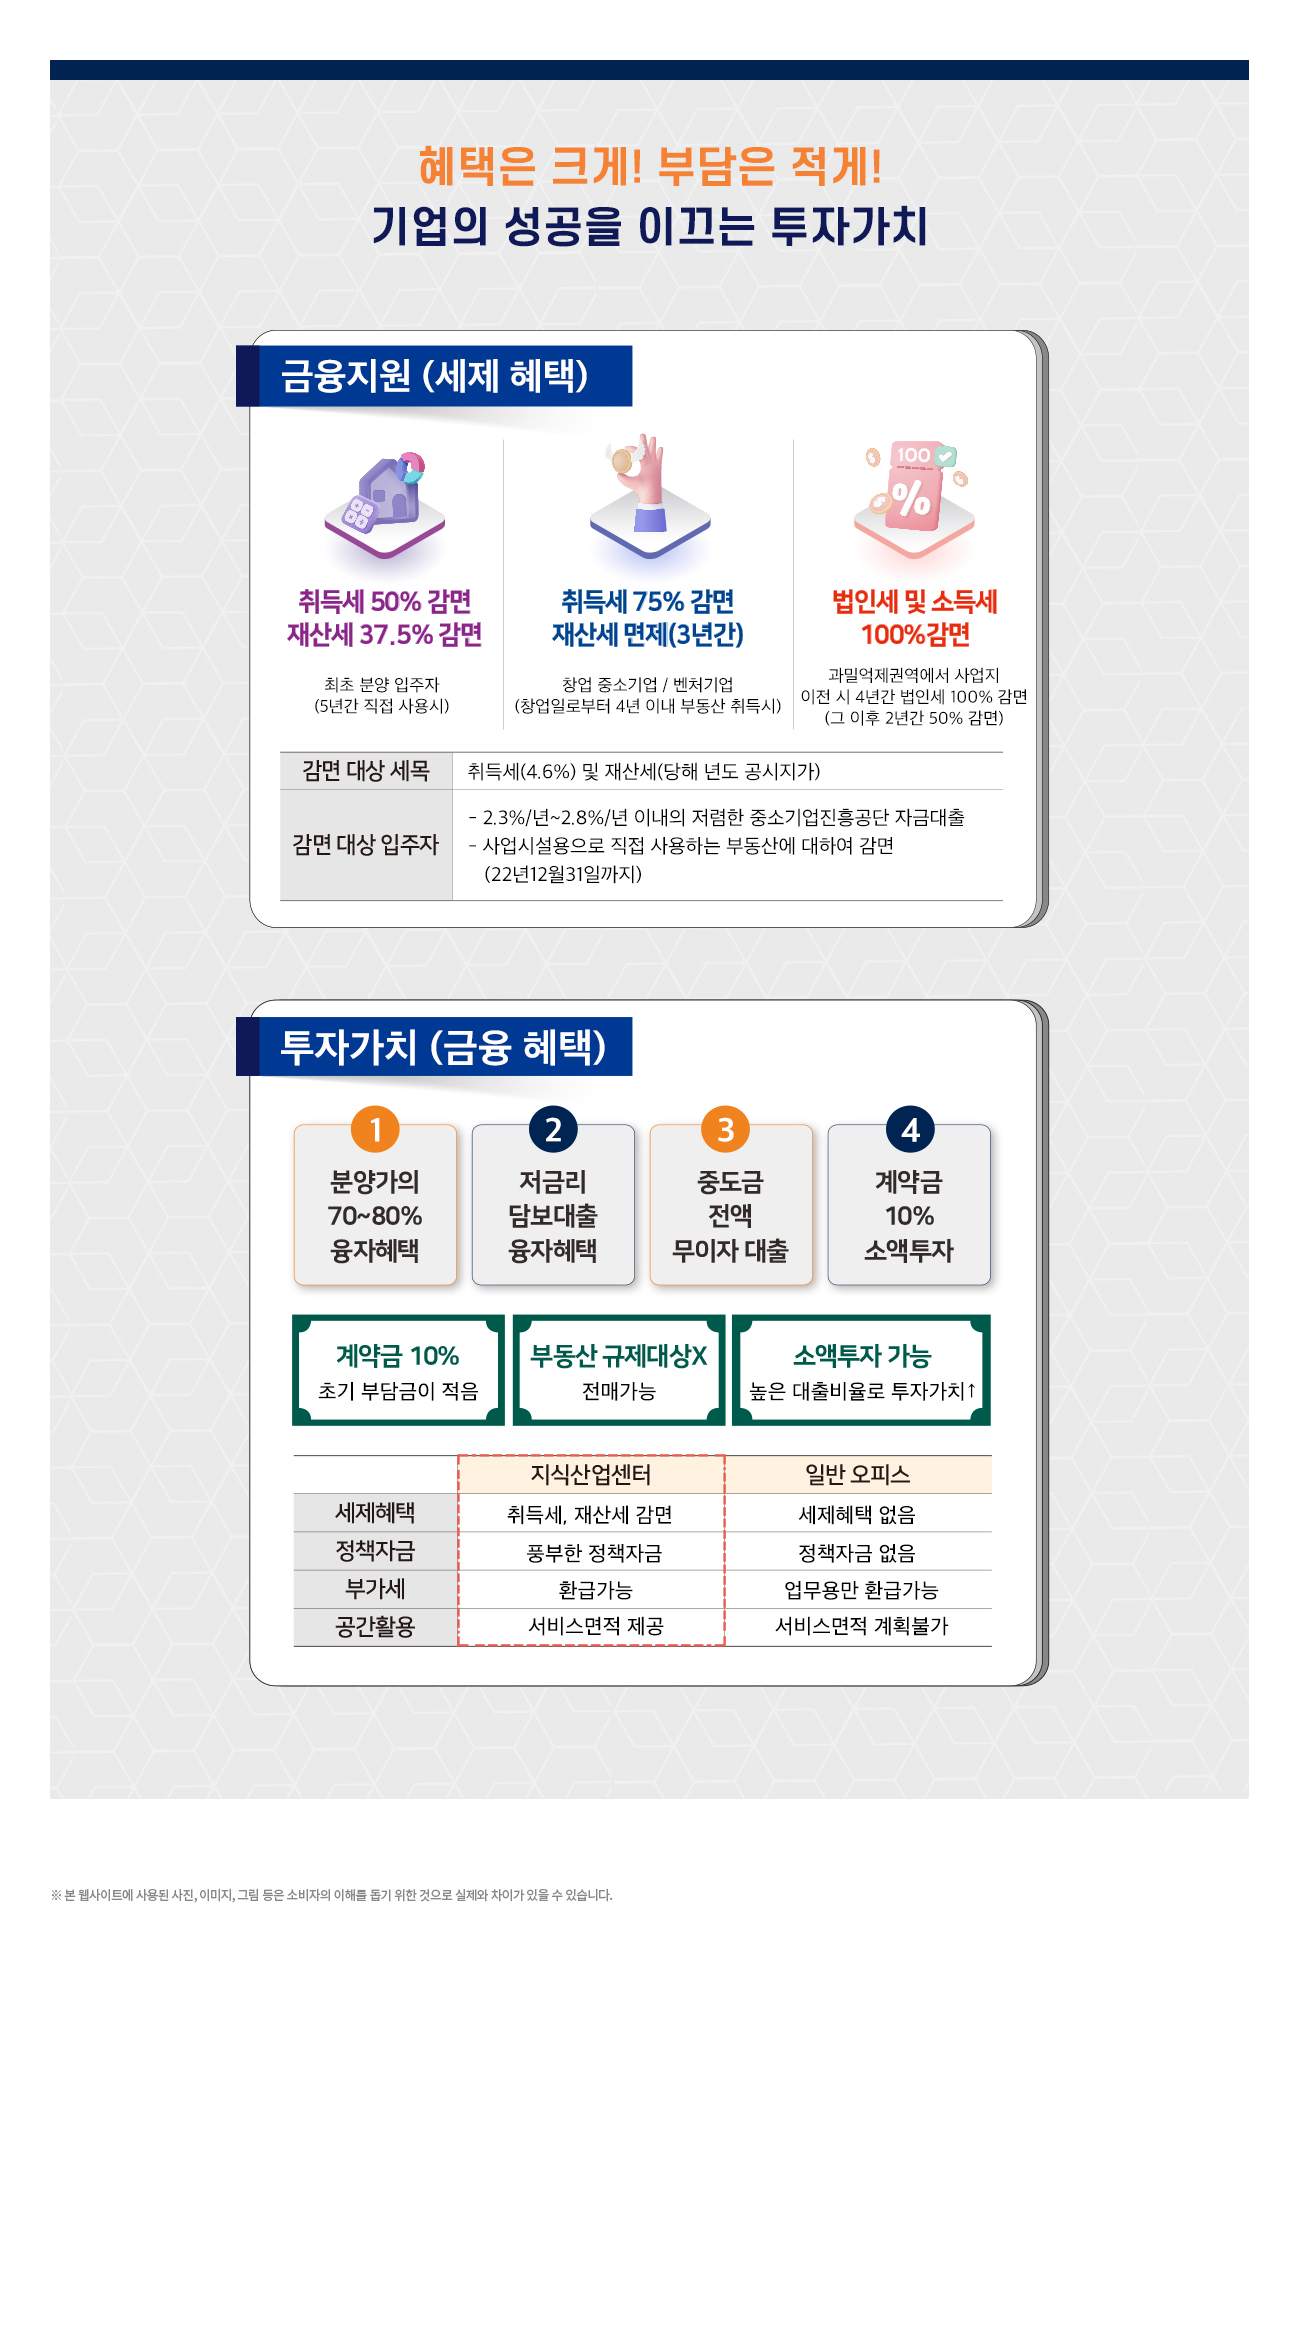 혜택은 크게! 부담은 적게!
기업의 성공을 이끄는 투자가치
금융지원 (세제 혜택)
100
%
취득세 50% 감면
재산세 37.5% 감면
최초 분양 입주자
(5년간 직접 사용시)
취득세 75% 감면
재산세 면제(3년간)
창업 중소기업 / 벤처기업
(창업일로부터 4년 이내 부동산 취득시)
법인세 및 소득세
100%감면
과밀억제권역에서 사업지
이전 시 4년간 법인세 100% 감면
(그 이후 2년간 50% 감면)
감면 대상 세목 취득세(4.6%) 및 재산세(당해 년도 공시지가)
감면 대상 입주자
- 2.3%/년~2.8%/년 이내의 저렴한 중소기업진흥공단 자금대출
- 사업시설용으로 직접 사용하는 부동산에 대하여 감면
(22년12월31일까지)
투자가치 (금융 혜택)
1
분양가의
70~80%
융자혜택
2
저금리
담보대출
융자혜택
3
중도금
전액
무이자 대출
4
계약금
10%
소액투자
계약금 10%
초기 부담금이 적음
부동산 규제대상X
전매가능
소액투자 가능
높은 대출비율로 투자가치↑
지식산업센터 일반 오피스
세제혜택 취득세, 재산세 감면 세제혜택 없음
정책자금 풍부한 정책자금 정책자금 없음
부가세 환급가능 업무용만 환급가능
공간활용 서비스면적 제공 서비스면적 계획불가
※ 본 웹사이트에 사용된 사진, 이미지, 그림 등은 소비자의 이해를 돕기 위한 것으로 실제와 차이가 있을 수 있습니다.